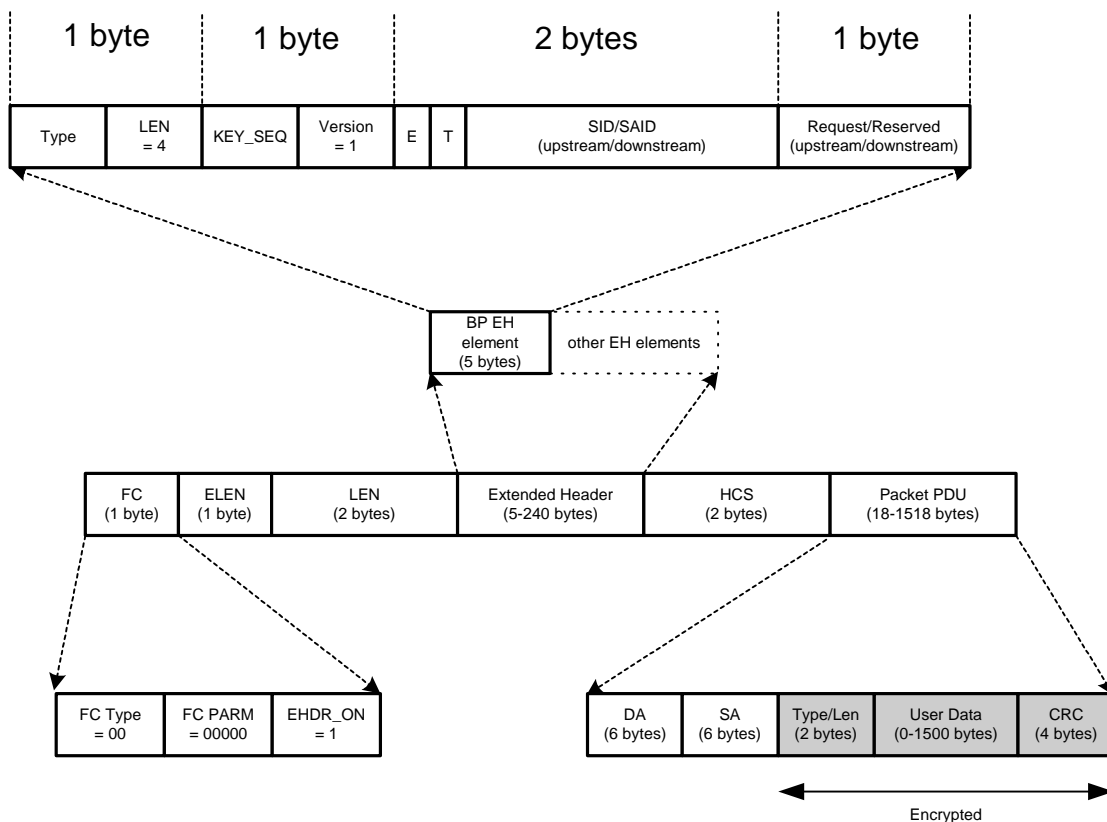 1 byte
1 byte
2 bytes
1 byte
Type
LEN
= 4
KEY_SEQ
Version
= 1
E
T
SID/SAID
(upstream/downstream)
Request/Reserved
(upstream/downstream)
BP EH
element
(5 bytes)
other EH elements
FC
(1 byte)
ELEN
(1 byte)
LEN
(2 bytes)
Extended Header
(5-240 bytes)
HCS
(2 bytes)
Packet PDU
(18-1518 bytes)
FC Type
= 00
FC PARM
= 00000
EHDR_ON
= 1
DA
(6 bytes)
SA
(6 bytes)
Type/Len
(2 bytes)
User Data
(0-1500 bytes)
CRC
(4 bytes)
Encrypted